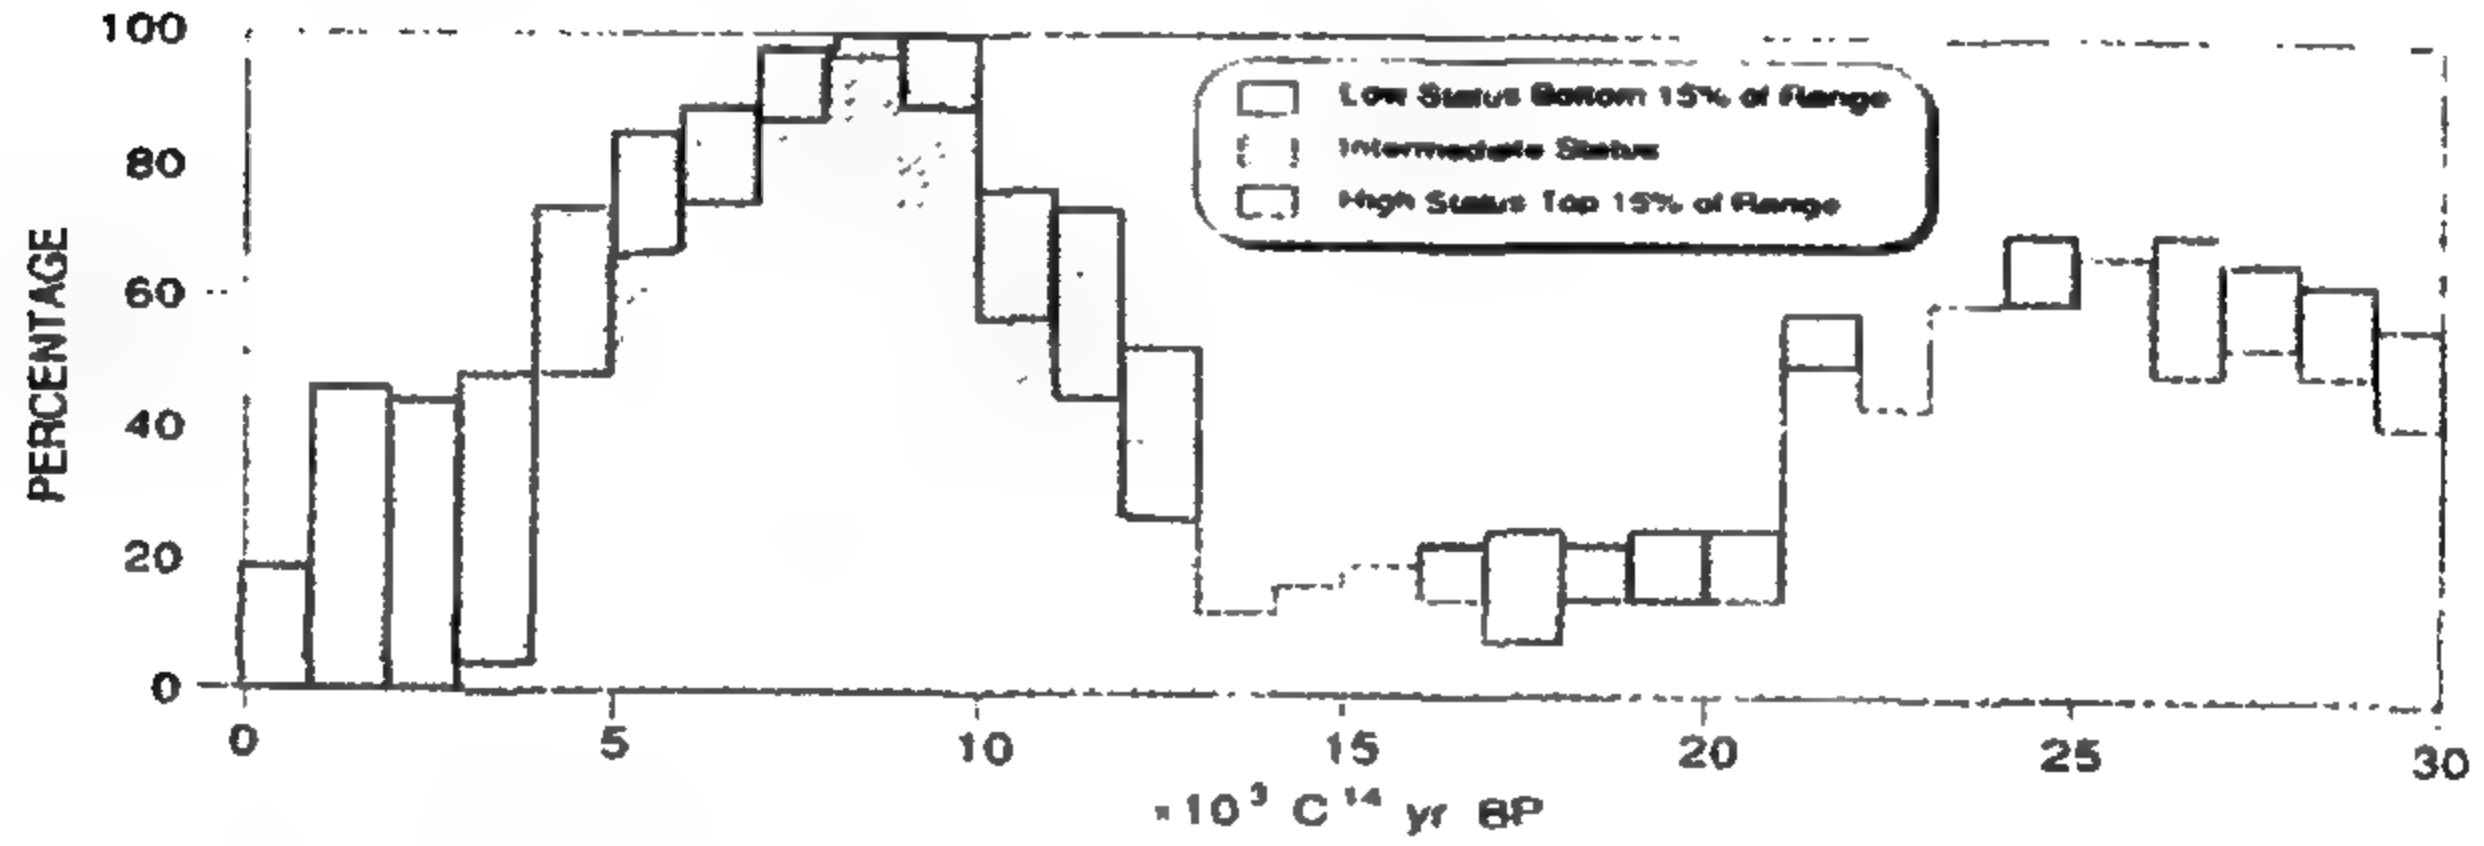 100
80
60
40
20
0
PERCENTAGE
Low Status Bottom 15% of Range
Intermediate Status
High Status Top 15% of Range
0 5 10 15 20 25 30
×10³ C¹⁴ yr BP